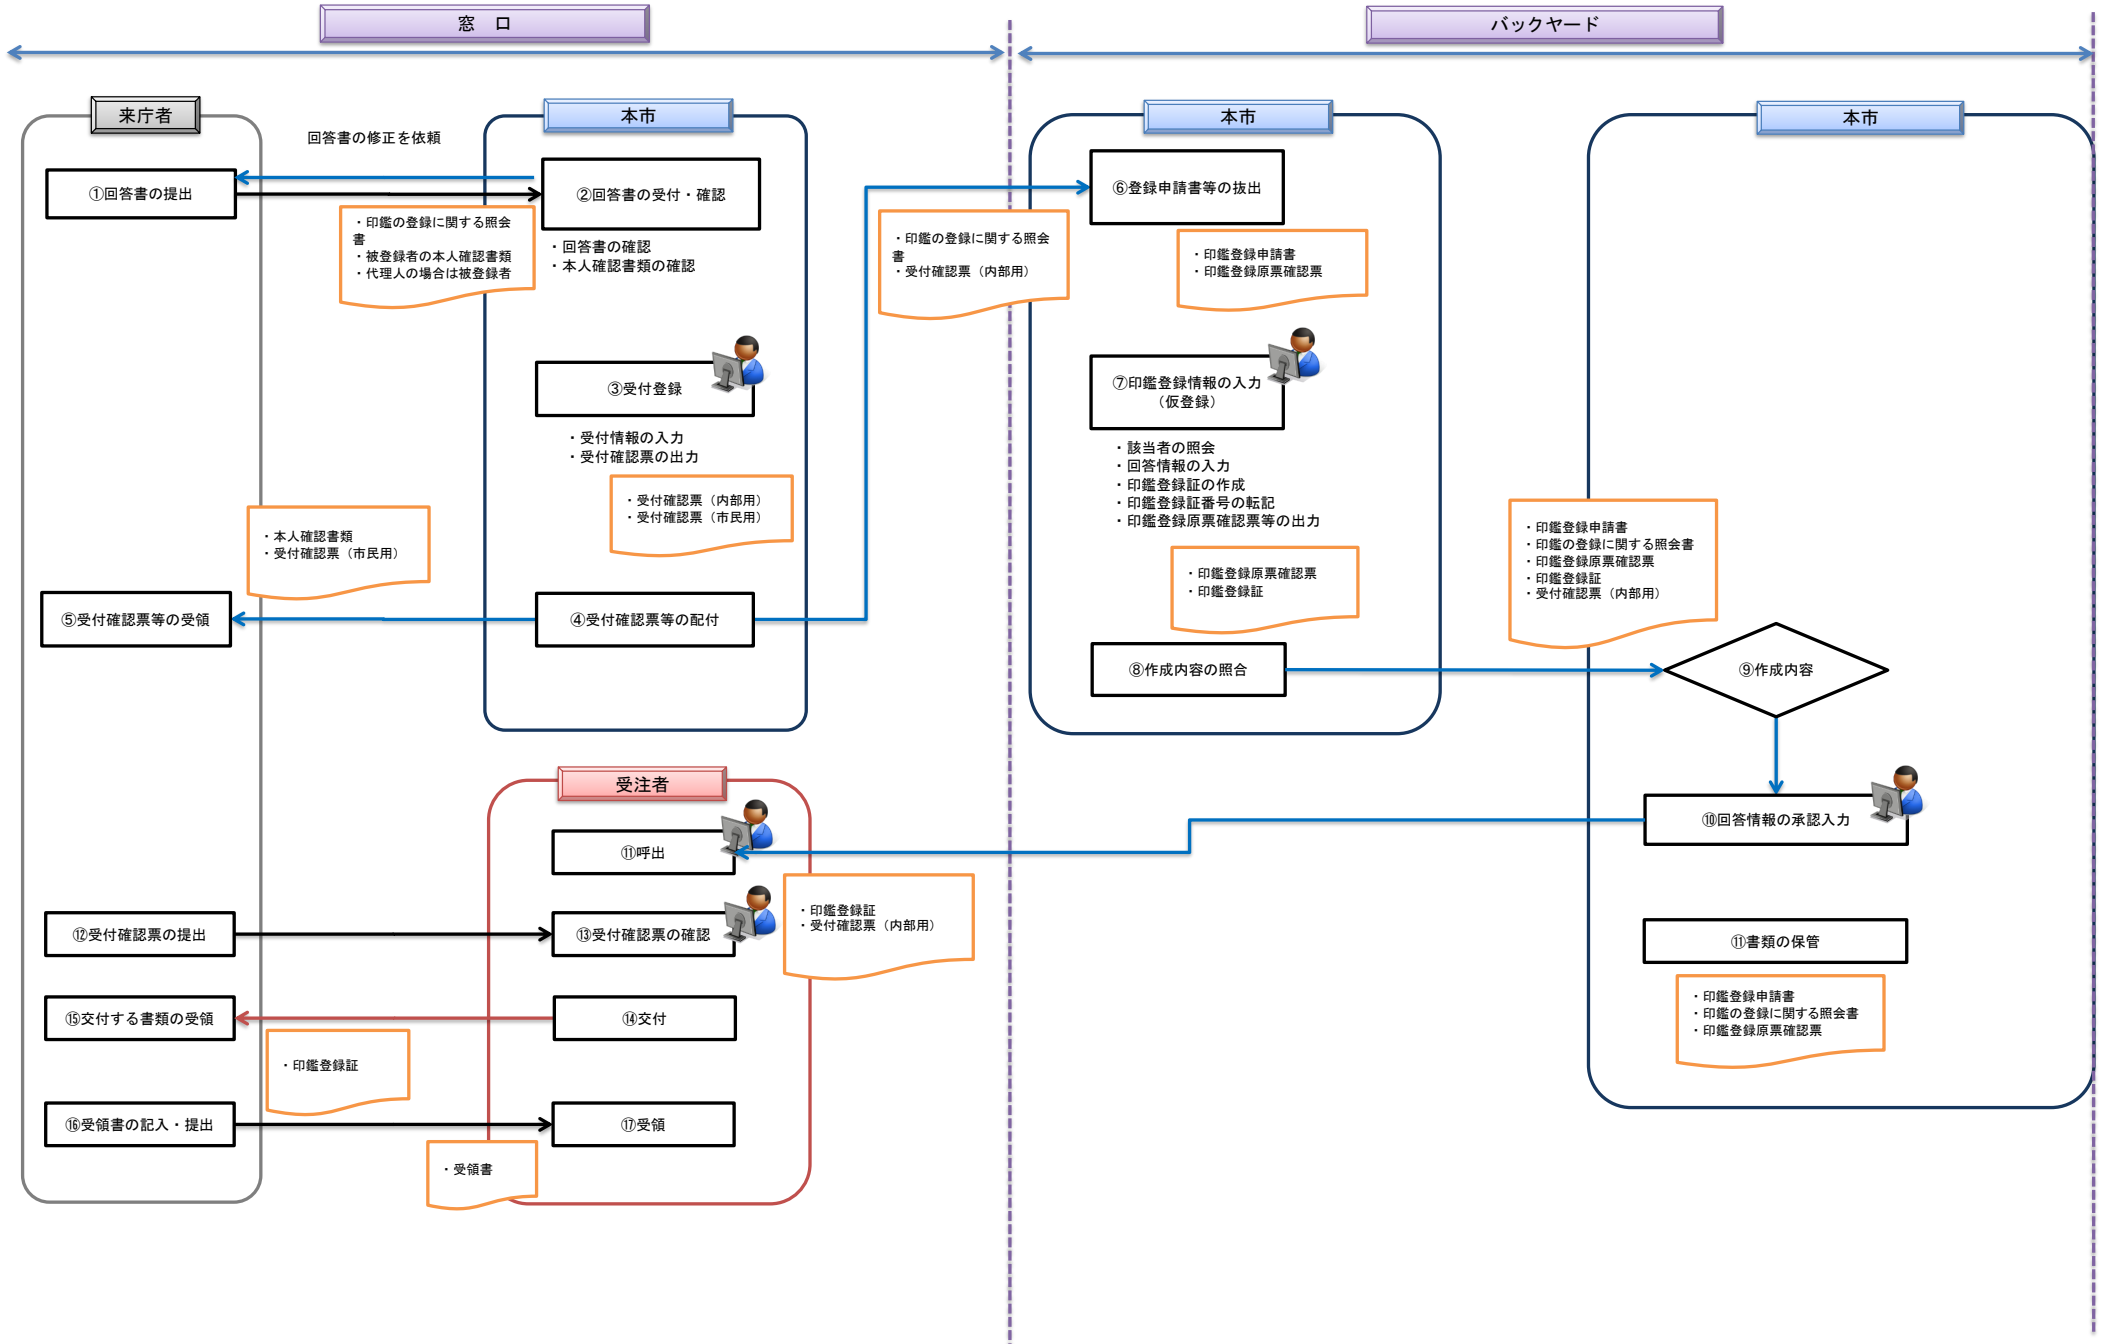 窓　口
バックヤード
来庁者
本市
本市
本市
回答書の修正を依頼
①回答書の提出
②回答書の受付・確認
・印鑑の登録に関する照会
書
・被登録者の本人確認書類
・代理人の場合は被登録者
・回答書の確認
・本人確認書類の確認
③受付登録
・受付情報の入力
・受付確認票の出力
・受付確認票（内部用）
・受付確認票（市民用）
・本人確認書類
・受付確認票（市民用）
⑤受付確認票等の受領
④受付確認票等の配付
・印鑑の登録に関する照会
書
・受付確認票（内部用）
⑥登録申請書等の抜出
・印鑑登録申請書
・印鑑登録原票確認票
⑦印鑑登録情報の入力
（仮登録）
・該当者の照会
・回答情報の入力
・印鑑登録証の作成
・印鑑登録証番号の転記
・印鑑登録原票確認票等の出力
・印鑑登録原票確認票
・印鑑登録証
⑧作成内容の照合
・印鑑登録申請書
・印鑑の登録に関する照会書
・印鑑登録原票確認票
・印鑑登録証
・受付確認票（内部用）
⑨作成内容
⑩回答情報の承認入力
受注者
⑪呼出
・印鑑登録証
・受付確認票（内部用）
⑫受付確認票の提出
⑬受付確認票の確認
⑪書類の保管
・印鑑登録申請書
・印鑑の登録に関する照会書
・印鑑登録原票確認票
⑮交付する書類の受領
⑭交付
・印鑑登録証
⑯受領書の記入・提出
⑰受領
・受領書